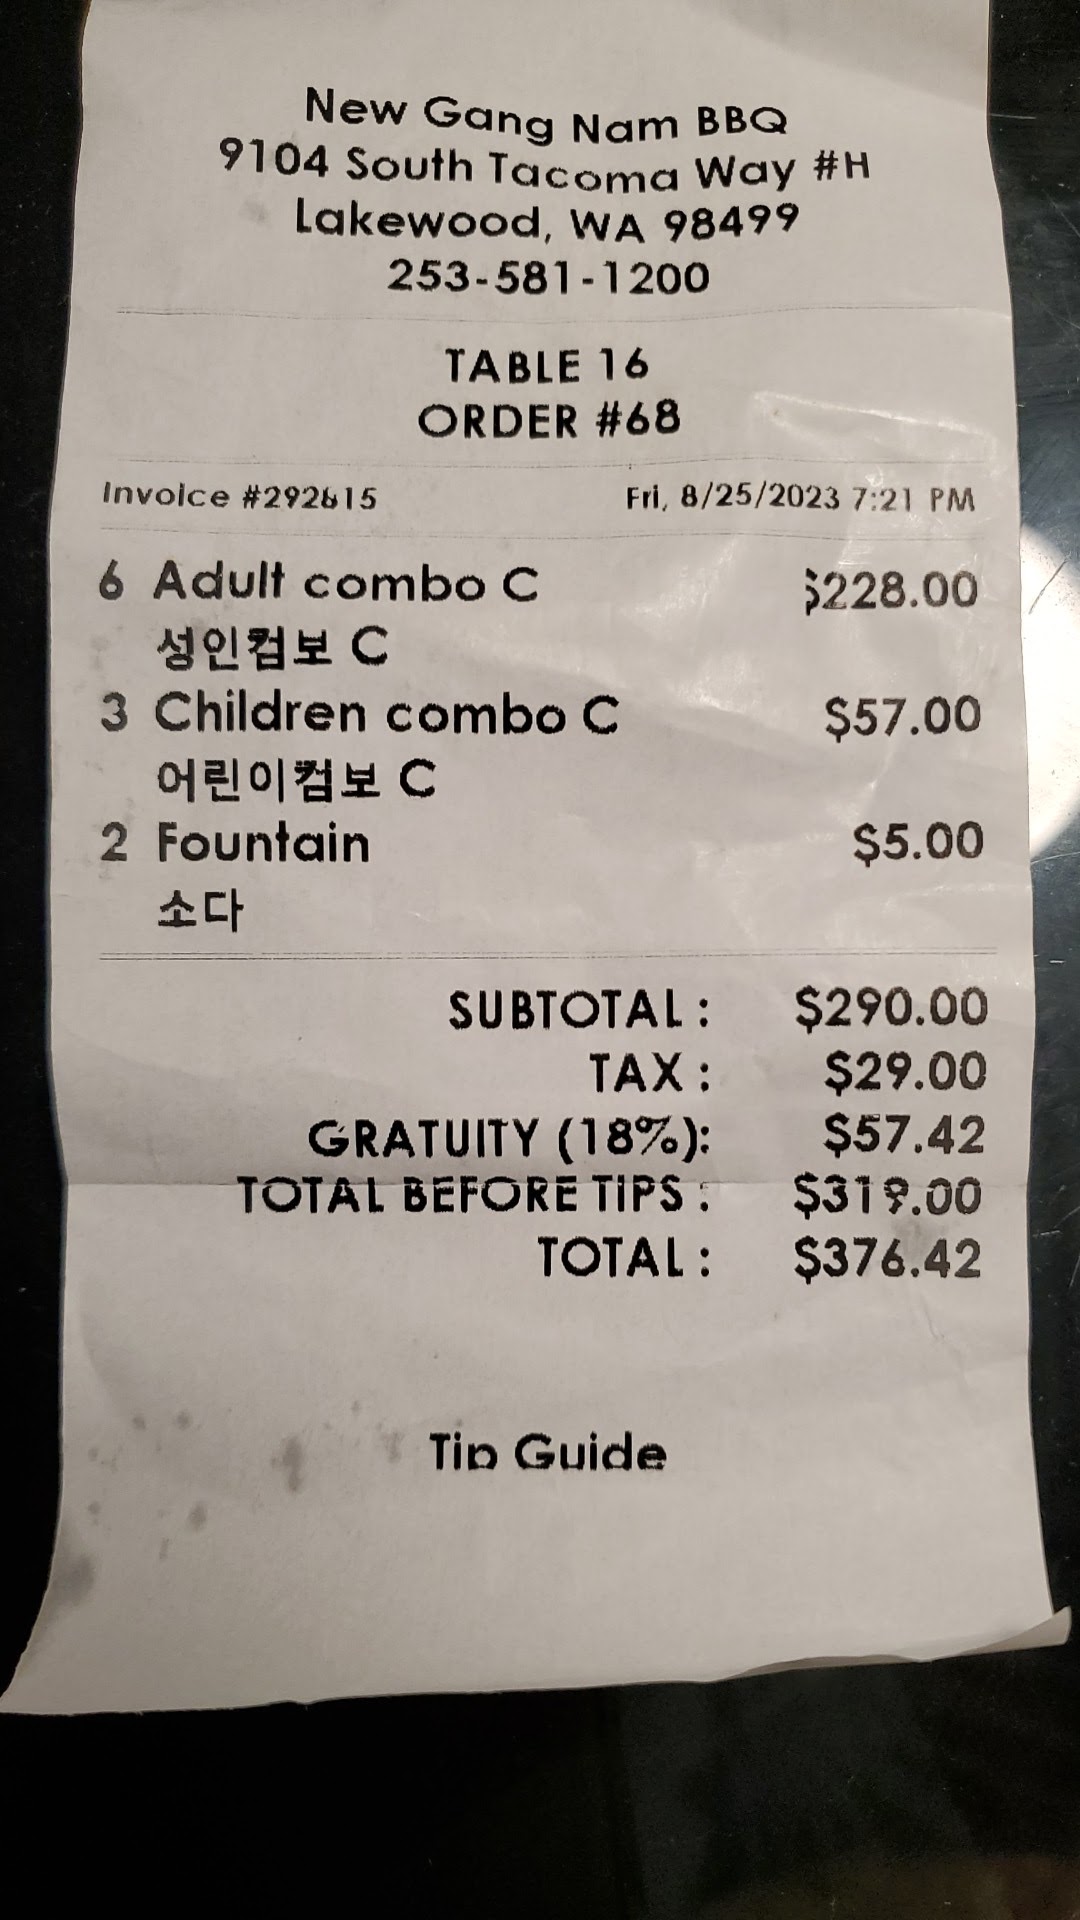 New Gang Nam BBQ
9104 South Tacoma Way #H
Lakewood, WA 98499
253-581-1200
TABLE 16
ORDER #68
Invoice #292615
Fri, 8/25/2023 7:21 PM
6 Adult combo C $228.00
성인컴보 C
3 Children combo C $57.00
어린이컴보 C
2 Fountain $5.00
소다
SUBTOTAL : $290.00
TAX : $29.00
GRATUITY (18%): $57.42
TOTAL BEFORE TIPS : $319.00
TOTAL : $376.42
Tip Guide